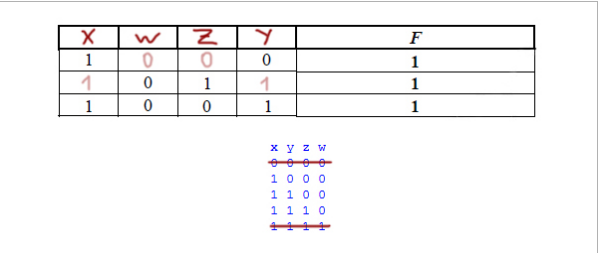 X W Z Y F
1 0 0 0 1
1 0 1 1 1
1 0 0 1 1
x y z w
0 0 0 0
1 0 0 0
1 1 0 0
1 1 1 0
1 1 1 1